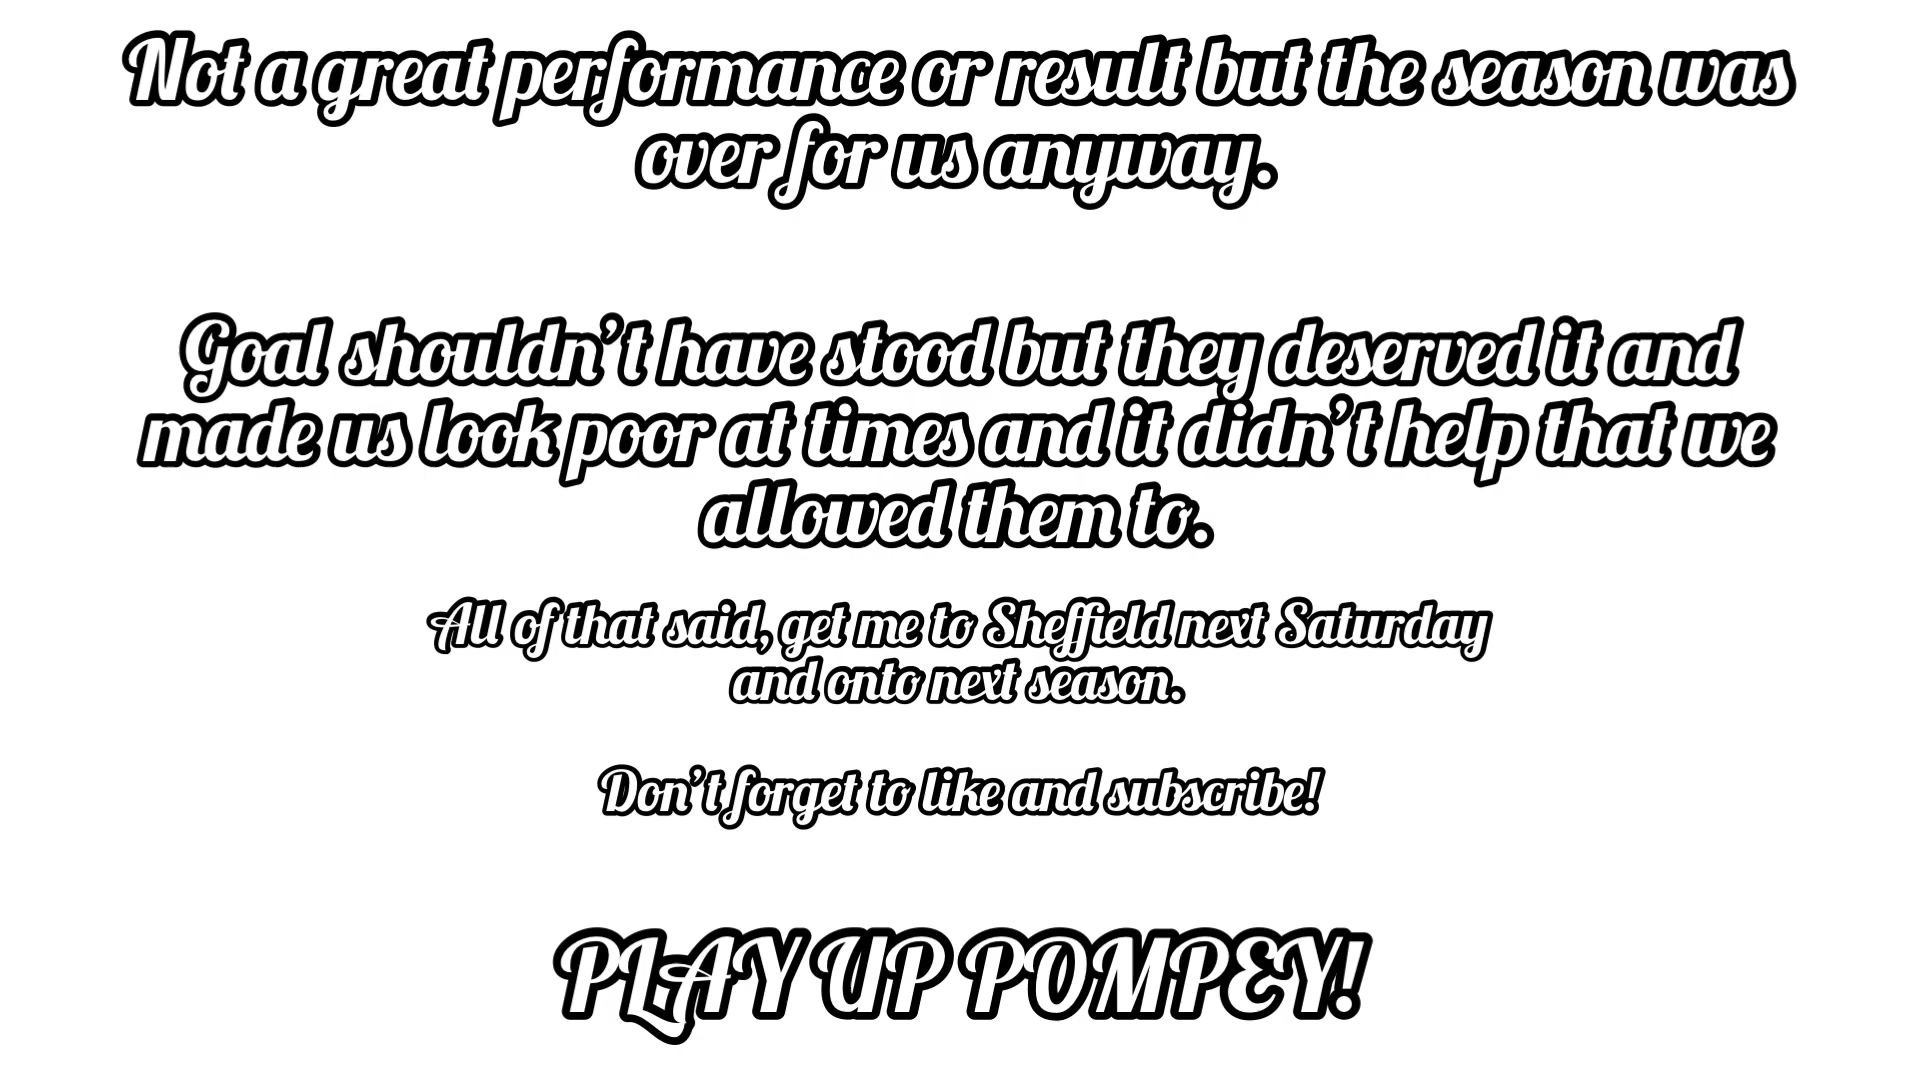 Not a great performance or result but the season was
over for us anyway.
Goal shouldn't have stood but they deserved it and
made us look poor at times and it didn't help that we
allowed them to.
All of that said, get me to Sheffield next Saturday
and onto next season.
Don't forget to like and subscribe!
PLAY UP POMPEY!